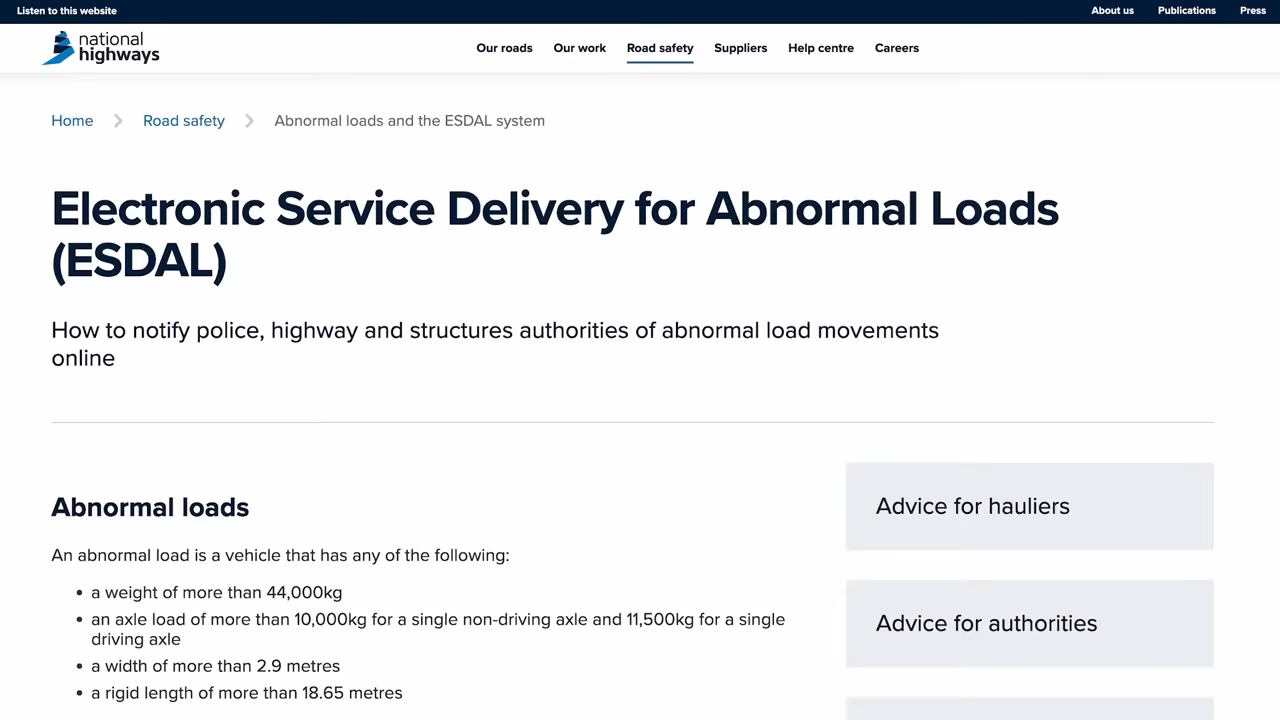 Listen to this website
About us Publications Press
national
highways
Our roads Our work Road safety Suppliers Help centre Careers
Home Road safety Abnormal loads and the ESDAL system
Electronic Service Delivery for Abnormal Loads
(ESDAL)
How to notify police, highway and structures authorities of abnormal load movements
online
Abnormal loads
An abnormal load is a vehicle that has any of the following:
• a weight of more than 44,000kg
• an axle load of more than 10,000kg for a single non-driving axle and 11,500kg for a single
driving axle
• a width of more than 2.9 metres
• a rigid length of more than 18.65 metres
Advice for hauliers
Advice for authorities